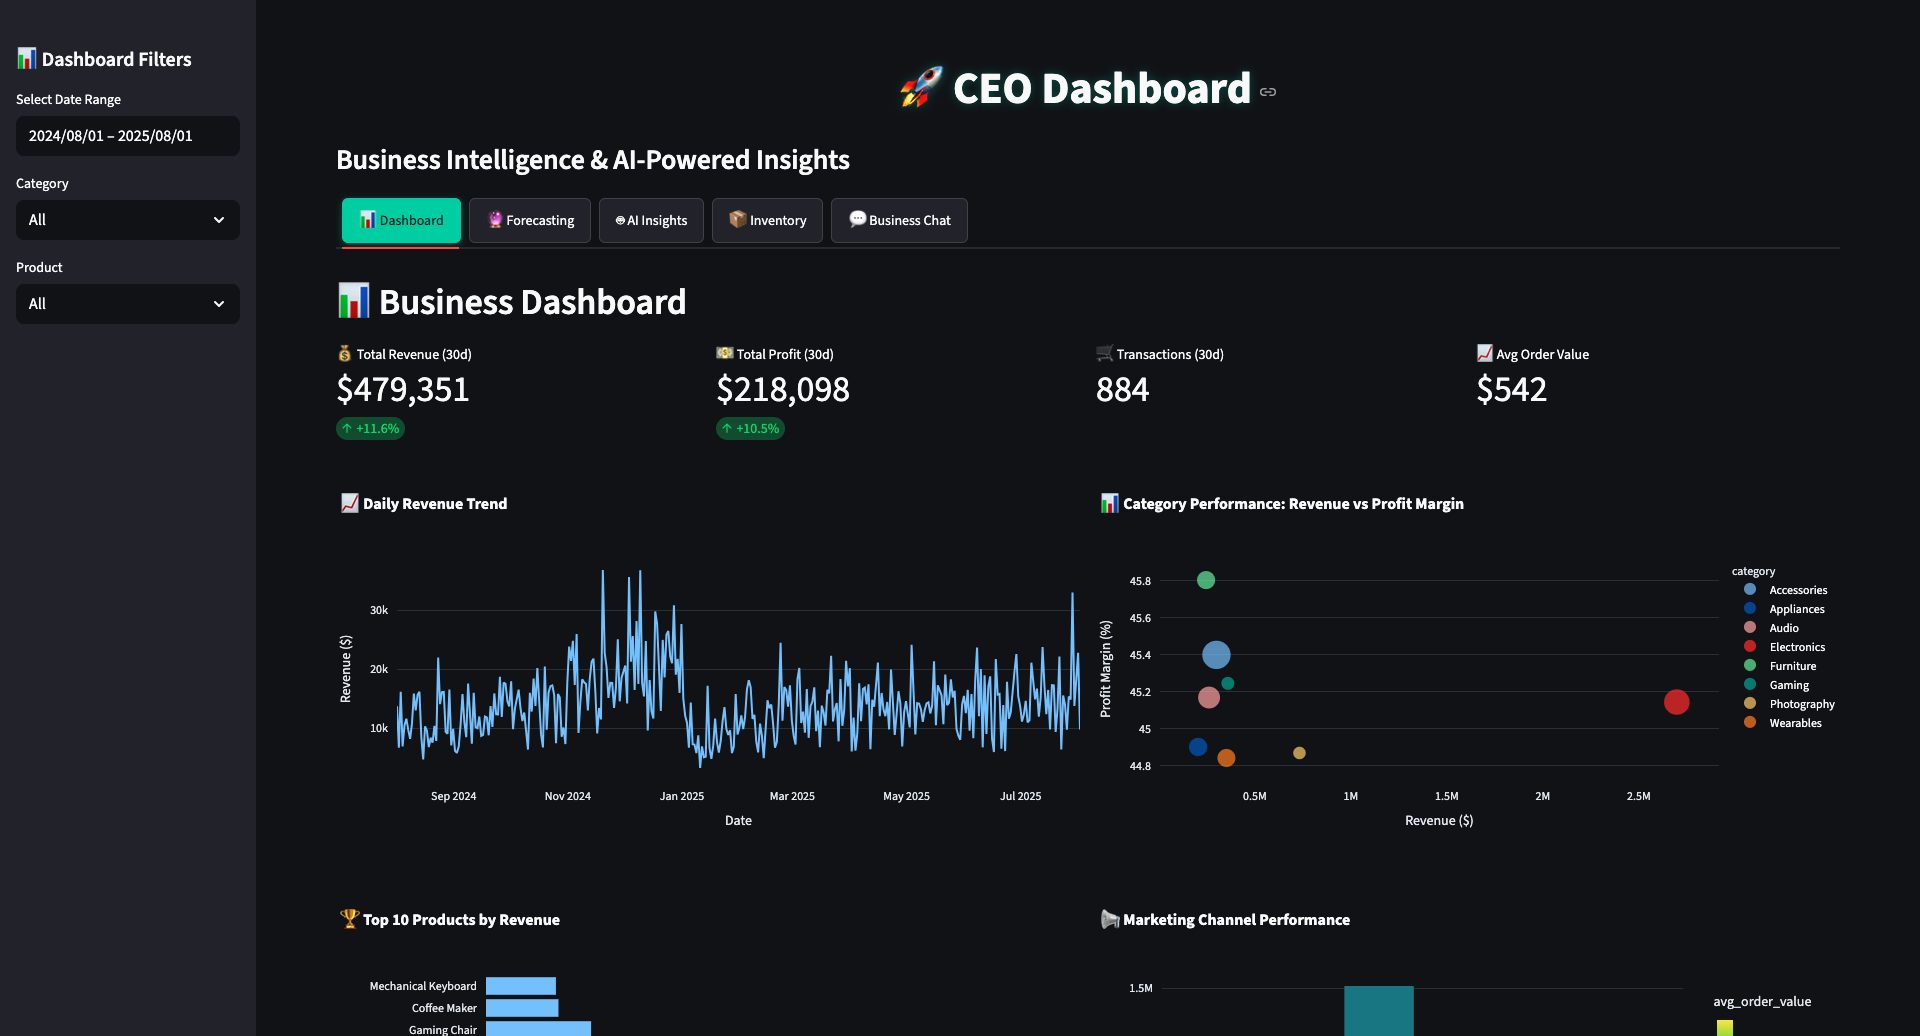 Dashboard Filters
Select Date Range
2024/08/01 – 2025/08/01
Category
All
Product
All
CEO Dashboard
Business Intelligence & AI-Powered Insights
Dashboard
Forecasting
AI Insights
Inventory
Business Chat
Business Dashboard
Total Revenue (30d)
$479,351
↑ +11.6%
Total Profit (30d)
$218,098
↑ +10.5%
Transactions (30d)
884
Avg Order Value
$542
Daily Revenue Trend
Revenue ($)
30k
20k
10k
Sep 2024
Nov 2024
Jan 2025
Mar 2025
May 2025
Jul 2025
Date
Category Performance: Revenue vs Profit Margin
Profit Margin (%)
45.8
45.6
45.4
45.2
45
44.8
0.5M
1M
1.5M
2M
2.5M
Revenue ($)
category
Accessories
Appliances
Audio
Electronics
Furniture
Gaming
Photography
Wearables
Top 10 Products by Revenue
Mechanical Keyboard
Coffee Maker
Gaming Chair
Marketing Channel Performance
1.5M
avg_order_value